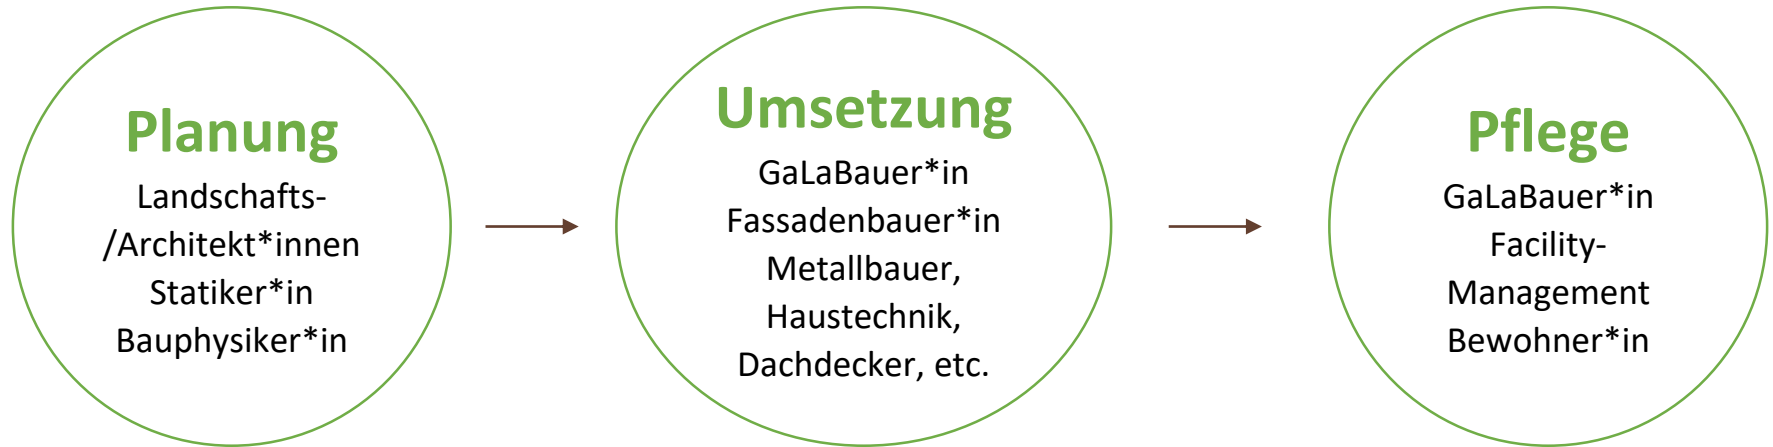 Planung
Landschafts-
/Architekt*innen
Statiker*in
Bauphysiker*in
Umsetzung
GaLaBauer*in
Fassadenbauer*in
Metallbauer,
Haustechnik,
Dachdecker, etc.
Pflege
GaLaBauer*in
Facility-
Management
Bewohner*in